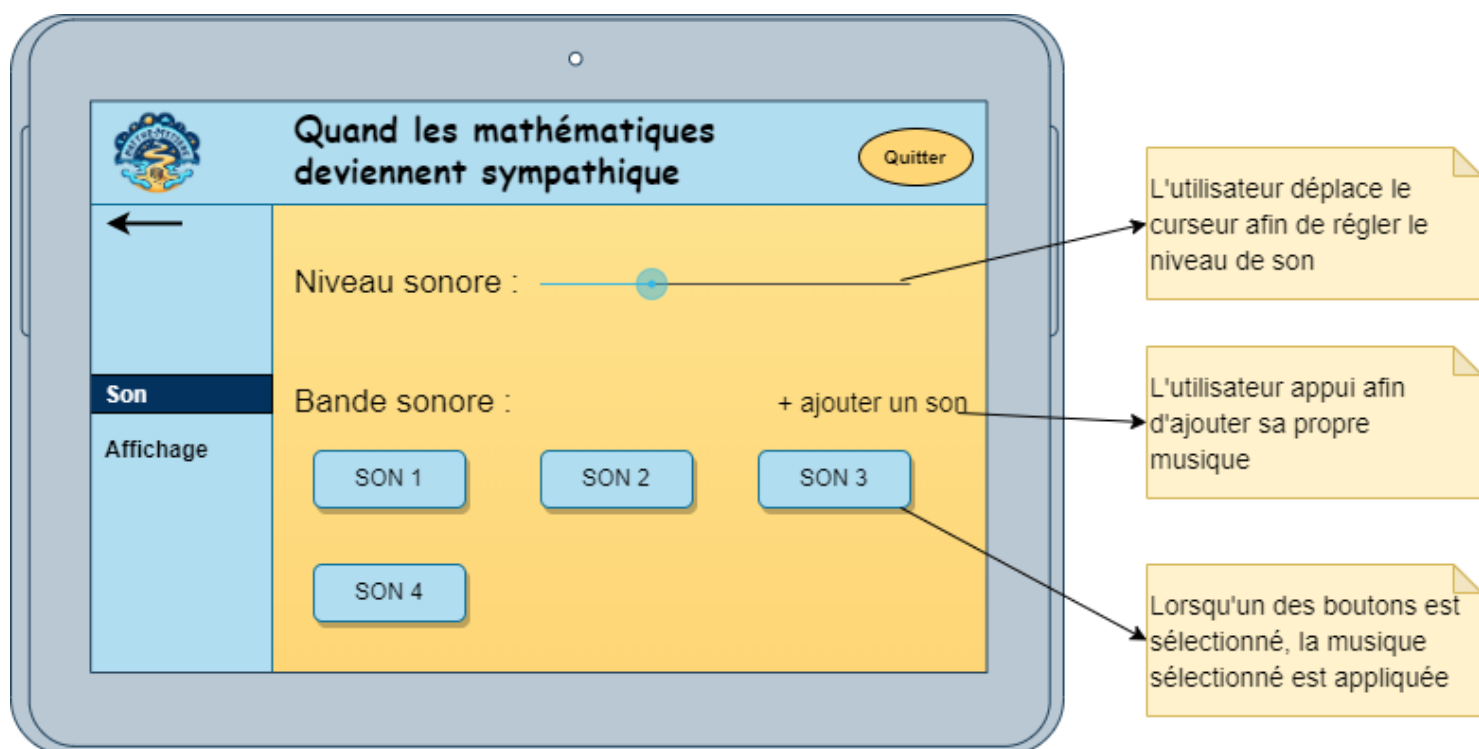 Quand les mathématiques
deviennent sympathique
Quitter
Niveau sonore :
Son
Bande sonore :
+ ajouter un son
Affichage
SON 1
SON 2
SON 3
SON 4
L'utilisateur déplace le
curseur afin de régler le
niveau de son
L'utilisateur appui afin
d'ajouter sa propre
musique
Lorsqu'un des boutons est
sélectionné, la musique
sélectionné est appliquée